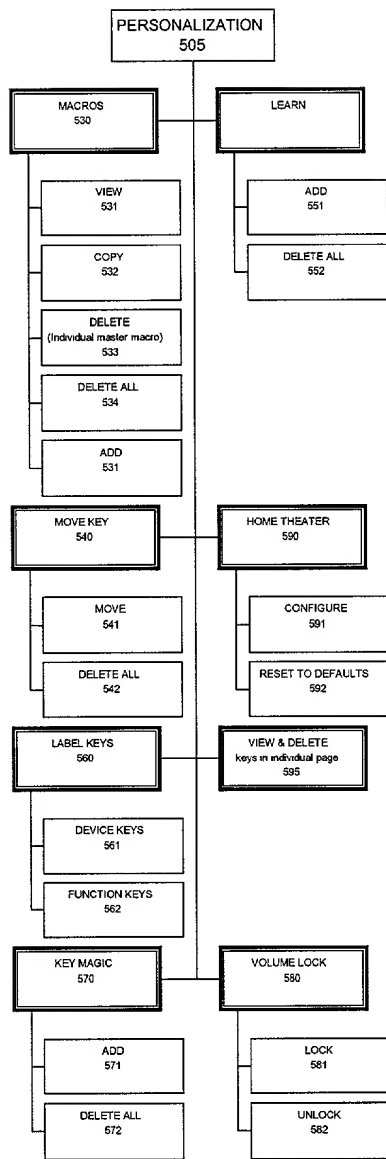 PERSONALIZATION
505
MACROS
530
VIEW
531
COPY
532
DELETE
(Individual master macro)
533
DELETE ALL
534
ADD
531
LEARN
ADD
551
DELETE ALL
552
MOVE KEY
540
MOVE
541
DELETE ALL
542
HOME THEATER
590
CONFIGURE
591
RESET TO DEFAULTS
592
LABEL KEYS
560
DEVICE KEYS
561
FUNCTION KEYS
562
VIEW & DELETE
keys in individual page
595
KEY MAGIC
570
ADD
571
DELETE ALL
572
VOLUME LOCK
580
LOCK
581
UNLOCK
582